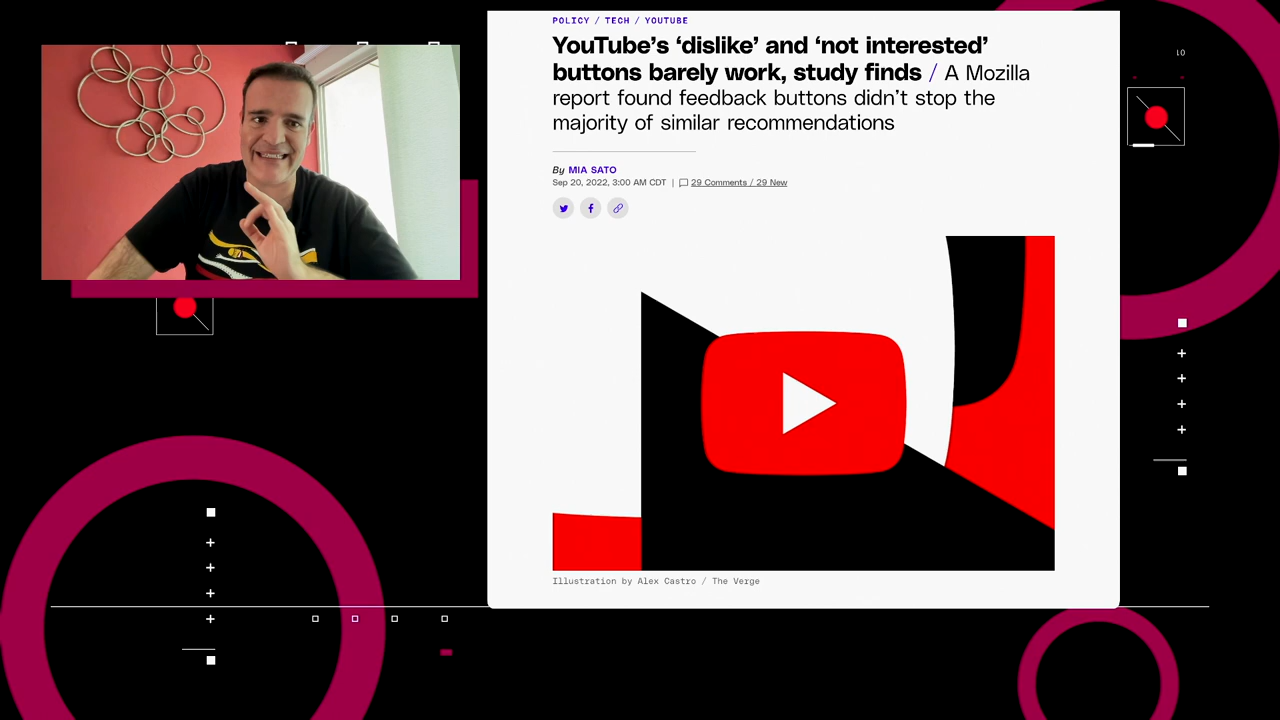 POLICY / TECH / YOUTUBE
YouTube's 'dislike' and 'not interested'
buttons barely work, study finds / A Mozilla
report found feedback buttons didn't stop the
majority of similar recommendations
By MIA SATO
Sep 20, 2022, 3:00 AM CDT | 29 Comments / 29 New
Illustration by Alex Castro / The Verge